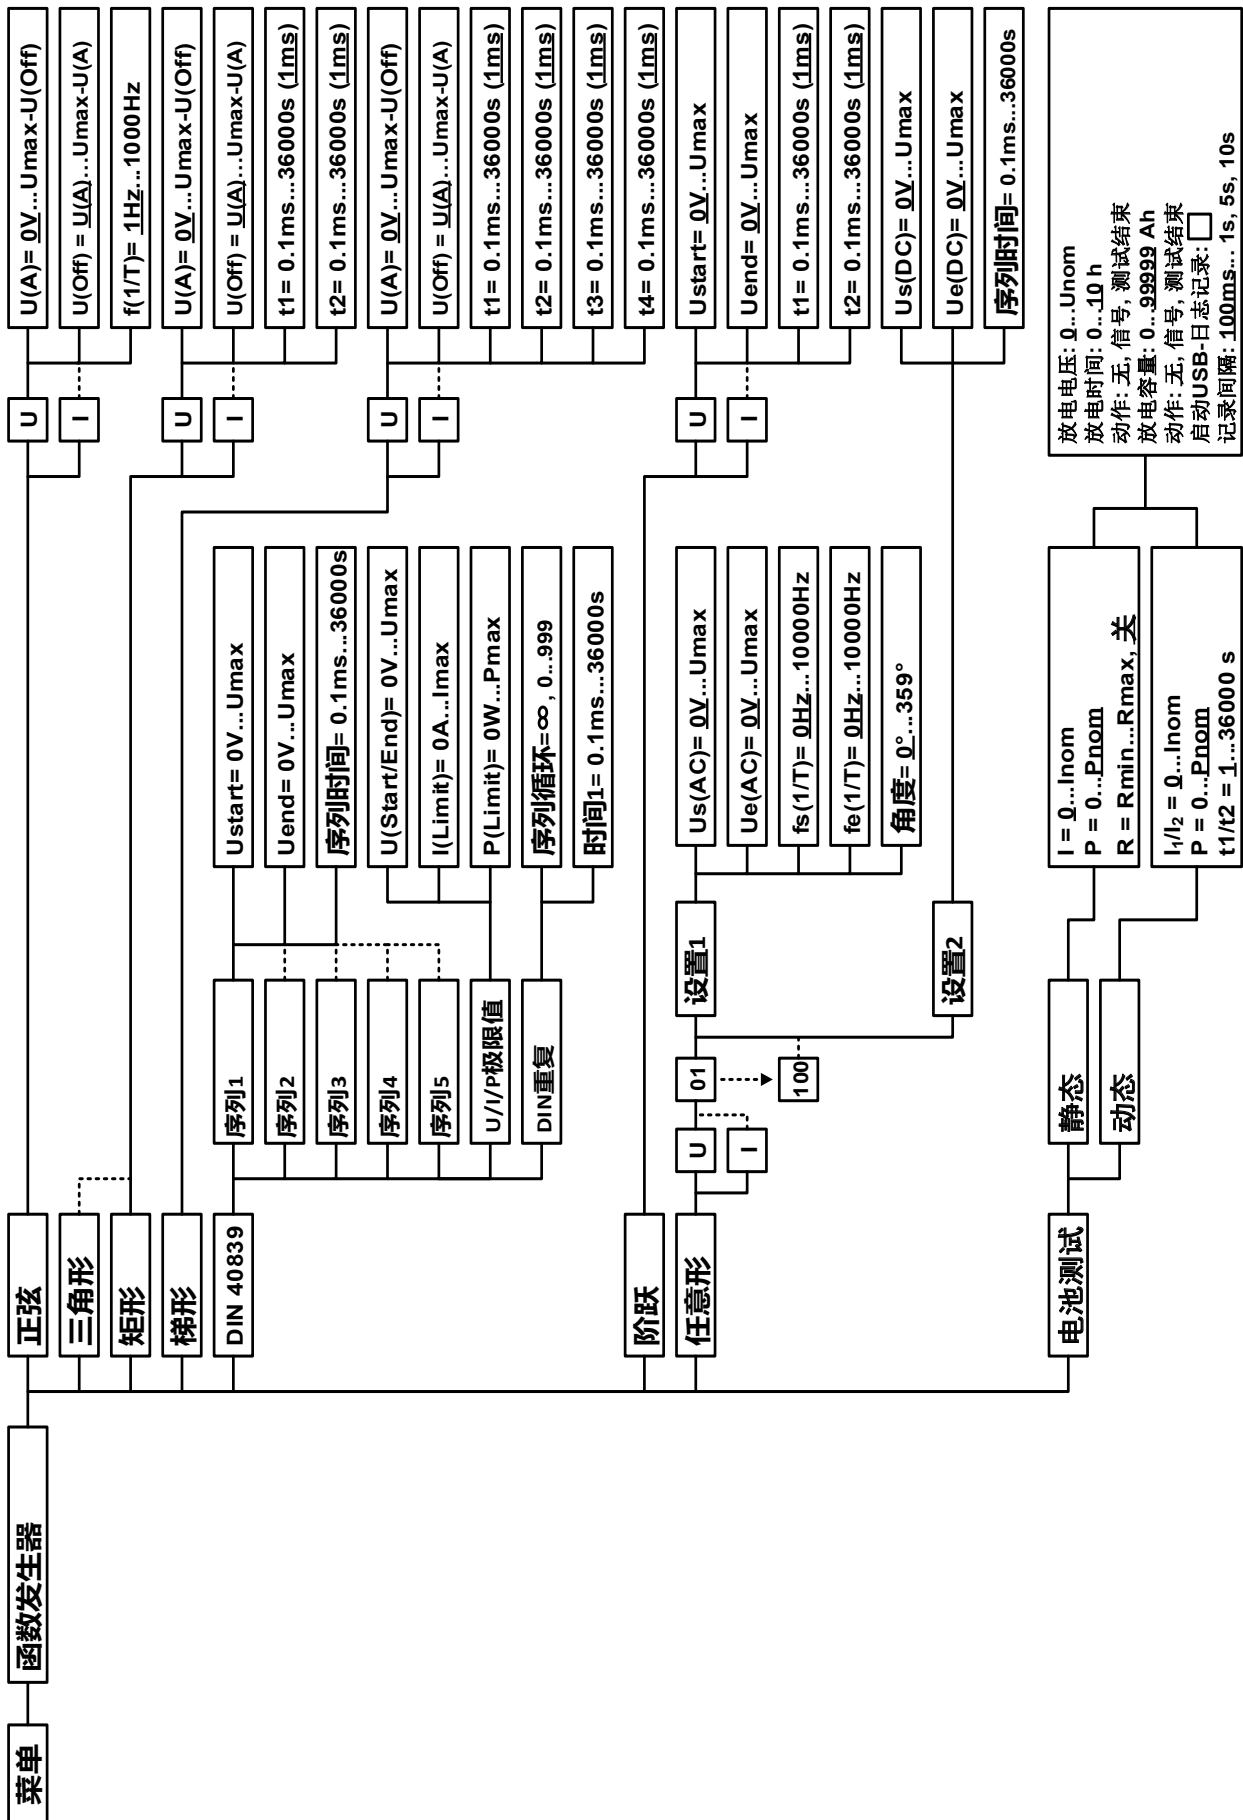 菜单
函数发生器
正弦
U
I
U(A)= 0V...Umax-U(Off)
U(Off) = U(A)...Umax-U(A)
f(1/T)= 1Hz...1000Hz
三角形
矩形
U
I
U(A)= 0V...Umax-U(Off)
U(Off) = U(A)...Umax-U(A)
t1= 0.1ms...36000s (1ms)
t2= 0.1ms...36000s (1ms)
梯形
U
I
U(A)= 0V...Umax-U(Off)
U(Off) = U(A)...Umax-U(A)
t1= 0.1ms...36000s (1ms)
t2= 0.1ms...36000s (1ms)
t3= 0.1ms...36000s (1ms)
t4= 0.1ms...36000s (1ms)
DIN 40839
序列1
序列2
序列3
序列4
序列5
U/I/P极限值
DIN重复
Ustart= 0V...Umax
Uend= 0V...Umax
序列时间= 0.1ms...36000s
U(Start/End)= 0V...Umax
I(Limit)= 0A...Imax
P(Limit)= 0W...Pmax
序列循环=∞, 0...999
时间1= 0.1ms...36000s
阶跃
U
I
Ustart= 0V...Umax
Uend= 0V...Umax
t1= 0.1ms...36000s (1ms)
t2= 0.1ms...36000s (1ms)
任意形
U
I
01
100
设置1
Us(AC)= 0V...Umax
Ue(AC)= 0V...Umax
fs(1/T)= 0Hz...10000Hz
fe(1/T)= 0Hz...10000Hz
角度= 0°...359°
设置2
Us(DC)= 0V...Umax
Ue(DC)= 0V...Umax
序列时间= 0.1ms...36000s
电池测试
静态
动态
I = 0...Inom
P = 0...Pnom
R = Rmin...Rmax, 关
I₁/I₂ = 0...Inom
P = 0...Pnom
t1/t2 = 1...36000 s
放电电压: 0...Unom
放电时间: 0...10 h
动作: 无, 信号, 测试结束
放电容量: 0...99999 Ah
动作: 无, 信号, 测试结束
启动USB-日志记录:
记录间隔: 100ms... 1s, 5s, 10s